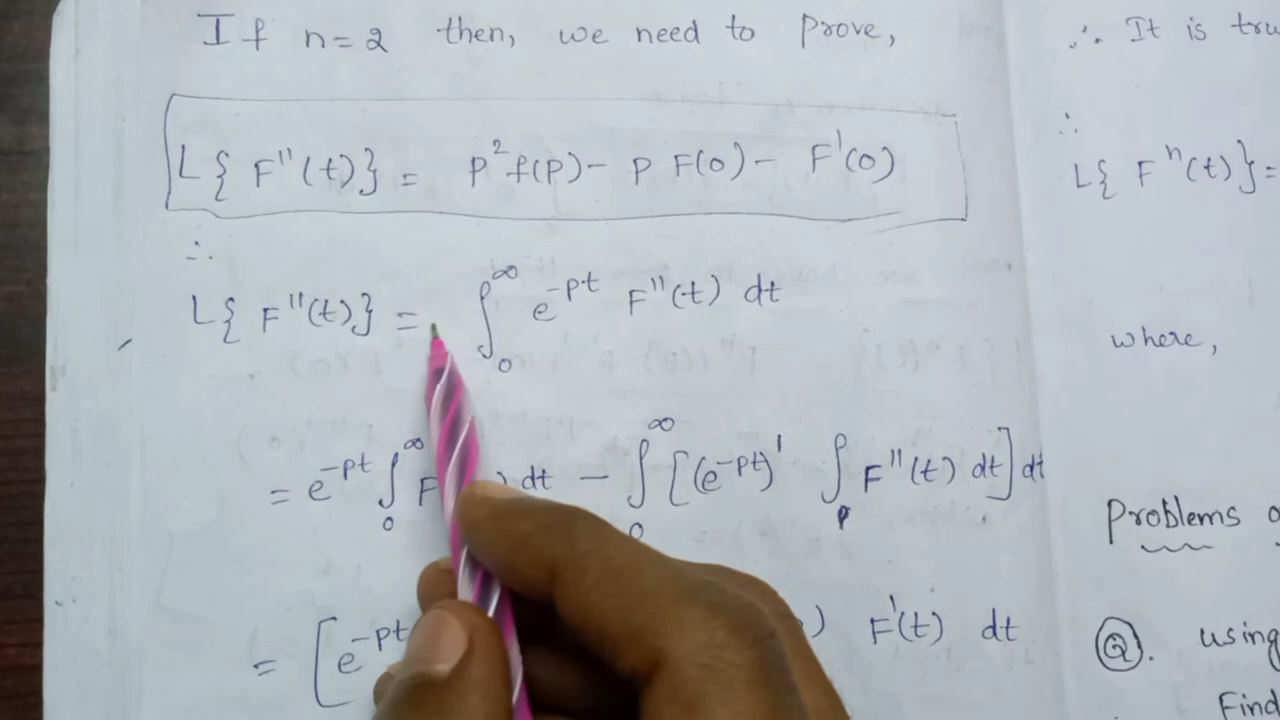 If n=2 then, we need to Prove,
L{ F''(t)} = p²f(p) - p F(0) - F'(0)
∴
L{ F''(t)} = ∫₀^∞ e^-pt F''(t) dt
= e^-pt ∫₀^∞ F ) dt - ∫₀^∞ [(e^-pt)' ∫ F''(t) dt] dt
= [e^-pt ) F'(t) dt
∴ It is
∴
L{ Fⁿ(t)} =
where,
Problems
Q. using
Find